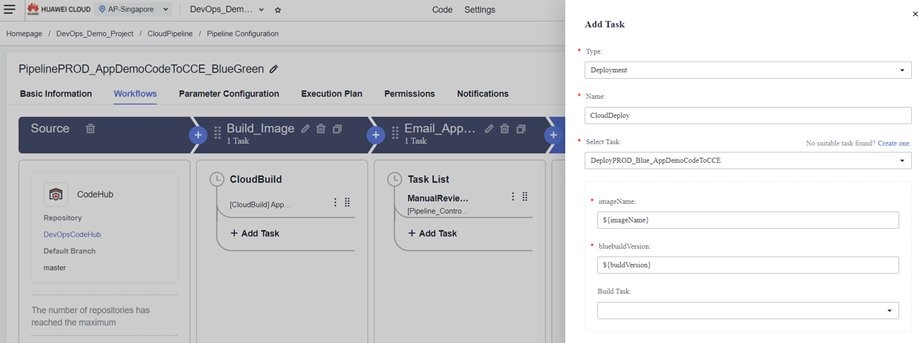 HUAWEI CLOUD
AP-Singapore
DevOps_Dem...
Code
Settings
Homepage / DevOps_Demo_Project / CloudPipeline / Pipeline Configuration
PipelinePROD_AppDemoCodeToCCE_BlueGreen
Basic Information
Workflows
Parameter Configuration
Execution Plan
Permissions
Notifications
Source
Build_Image
1 Task
Email_App...
1 Task
CodeHub
Repository
DevOpsCodeHub
Default Branch
master
The number of repositories has
reached the maximum
CloudBuild
[CloudBuild] App...
+ Add Task
Task List
ManualRevie...
[Pipeline_Contro...
+ Add Task
Add Task
* Type:
Deployment
* Name:
CloudDeploy
* Select Task:
No suitable task found? Create one.
DeployPROD_Blue_AppDemoCodeToCCE
* imageName:
${imageName}
* bluebuildVersion:
${buildVersion}
Build Task: